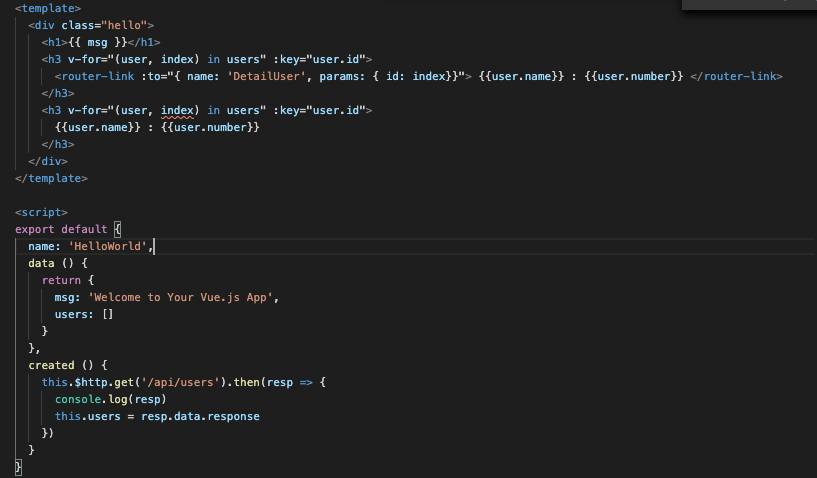 <template>
  <div class="hello">
    <h1>{{ msg }}</h1>
    <h3 v-for="(user, index) in users" :key="user.id">
      <router-link :to="{ name: 'DetailUser', params: { id: index}}"> {{user.name}} : {{user.number}} </router-link>
    </h3>
    <h3 v-for="(user, index) in users" :key="user.id">
      {{user.name}} : {{user.number}}
    </h3>
  </div>
</template>

<script>
export default {
  name: 'HelloWorld',
  data () {
    return {
      msg: 'Welcome to Your Vue.js App',
      users: []
    }
  },
  created () {
    this.$http.get('/api/users').then(resp => {
      console.log(resp)
      this.users = resp.data.response
    })
  }
}